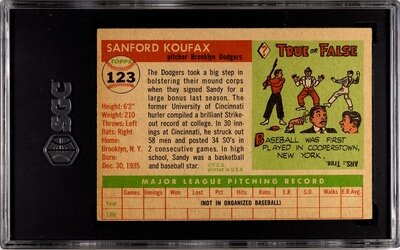 SANFORD KOUFAX
pitcher Brooklyn Dodgers
TOPPS
123
Height: 6'2"
Weight: 210
Throws: Left
Bats: Right
Home:
Brooklyn, N. Y.
Born:
Dec. 30, 1935
The Dodgers took a big step in
bolstering their pitching corps
when they signed Sandy for a
large bonus last season. The
former University of Cincinnati
hurler compiled a brilliant Strike-
out record at college. In 30 inn-
ings at Cincinnati, he struck out
58 men and posted 34 SO's in
2 consecutive games. In high
school, Sandy was a basketball
and baseball star.
©T.C.G.
PRINTED IN U.S.A.
?
TRUE OR FALSE
BASEBALL WAS FIRST
PLAYED IN COOPERSTOWN,
NEW YORK.
ANS.: True.
MAJOR LEAGUE PITCHING RECORD
Games Innings Won Lost Pct. Hits Runs E.R. S.O. Walks E.R.Avg.
Year
(NOT IN ORGANIZED BASEBALL)
Life
SGC